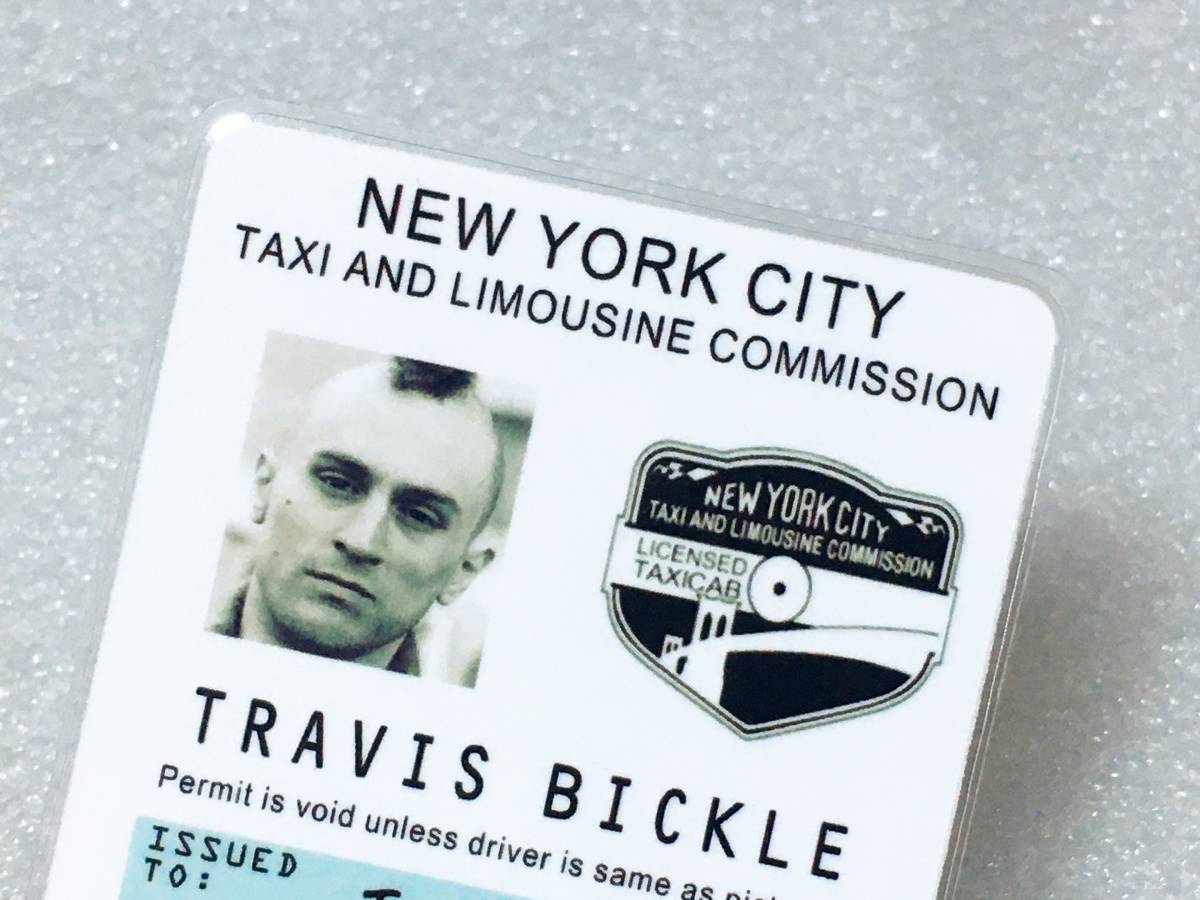 NEW YORK CITY
TAXI AND LIMOUSINE COMMISSION
NEW YORK CITY
TAXI AND LIMOUSINE COMMISSION
LICENSED
TAXICAB
TRAVIS BICKLE
Permit is void unless driver is same as
ISSUED
TO: